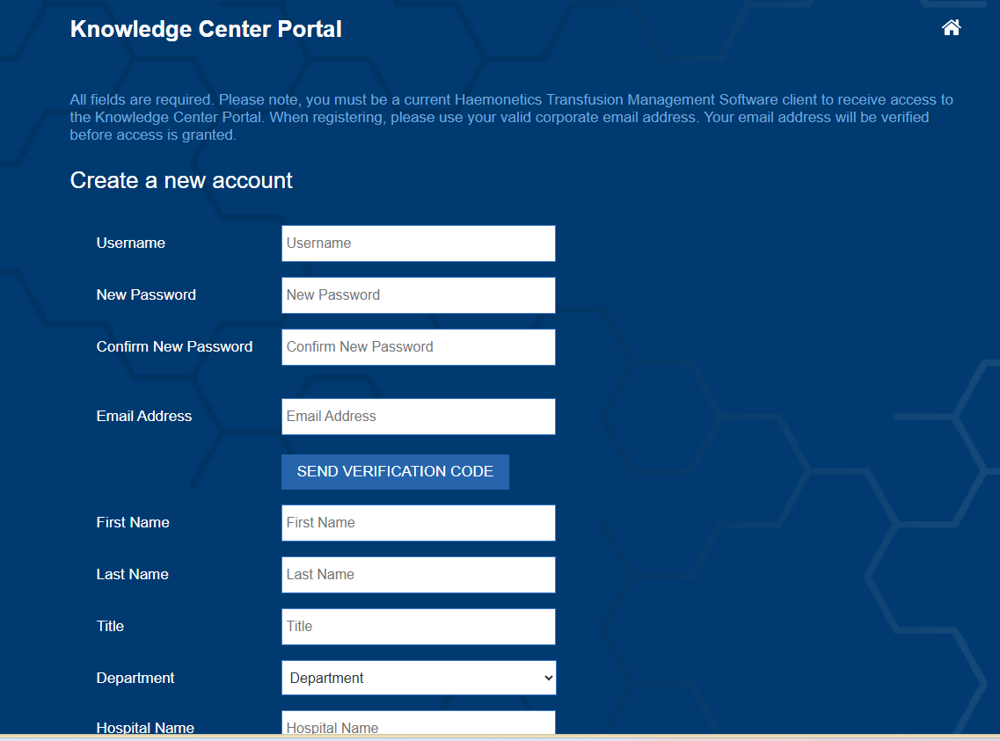 Knowledge Center Portal
All fields are required. Please note, you must be a current Haemonetics Transfusion Management Software client to receive access to
the Knowledge Center Portal. When registering, please use your valid corporate email address. Your email address will be verified
before access is granted.
Create a new account
Username Username
New Password New Password
Confirm New Password Confirm New Password
Email Address Email Address
SEND VERIFICATION CODE
First Name First Name
Last Name Last Name
Title Title
Department Department
Hospital Name Hospital Name